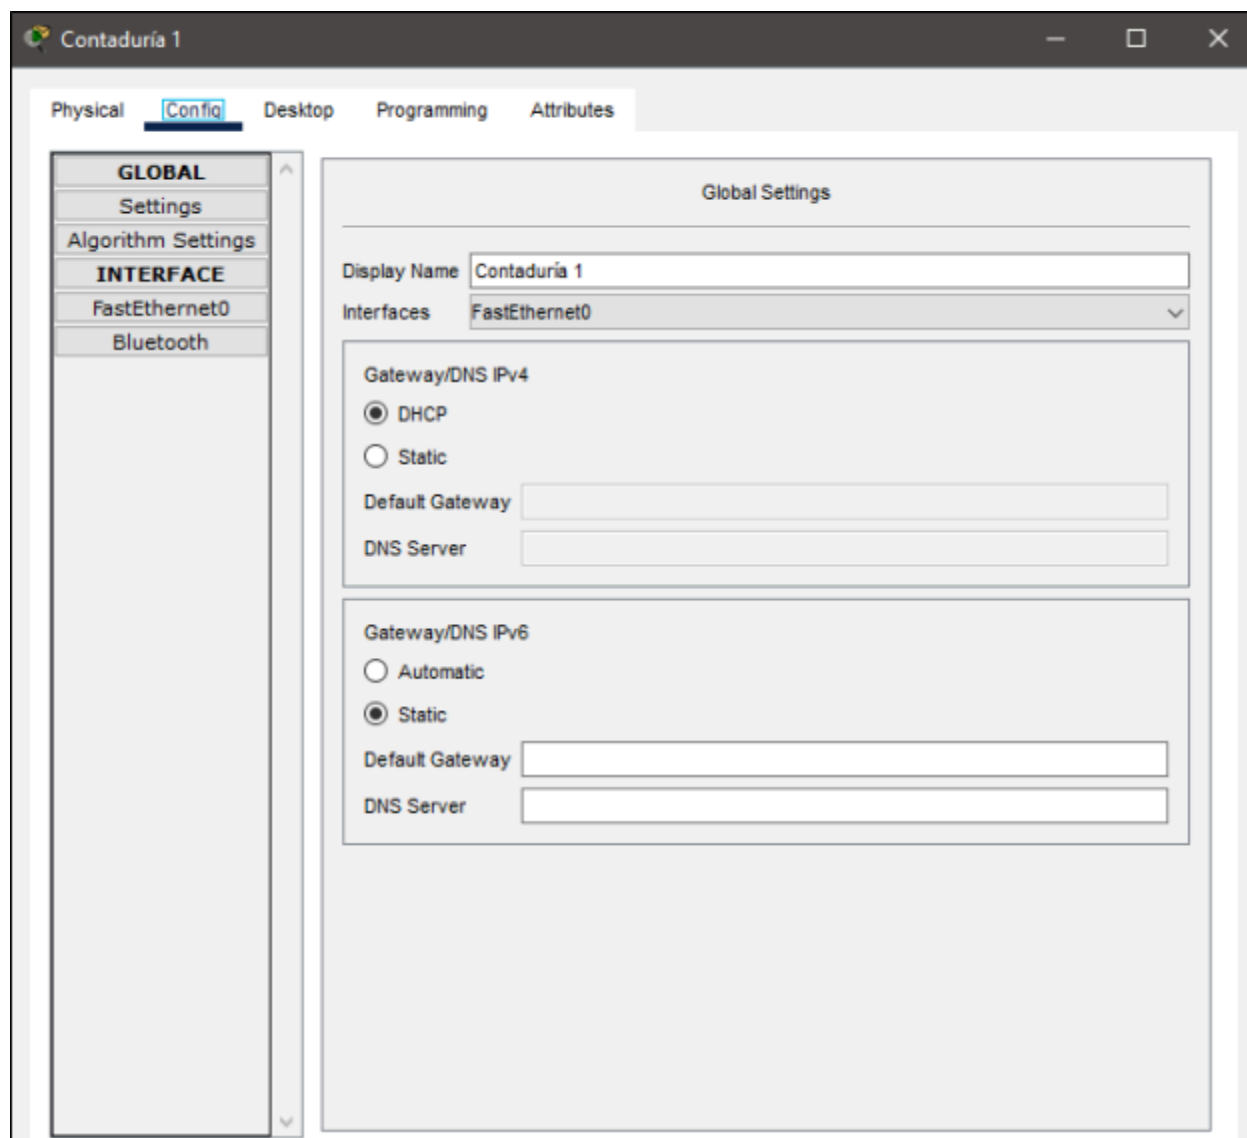 Contaduría 1
Physical Config Desktop Programming Attributes
GLOBAL
Settings
Algorithm Settings
INTERFACE
FastEthernet0
Bluetooth
Global Settings
Display Name Contaduría 1
Interfaces FastEthernet0
Gateway/DNS IPv4
DHCP
Static
Default Gateway
DNS Server
Gateway/DNS IPv6
Automatic
Static
Default Gateway
DNS Server